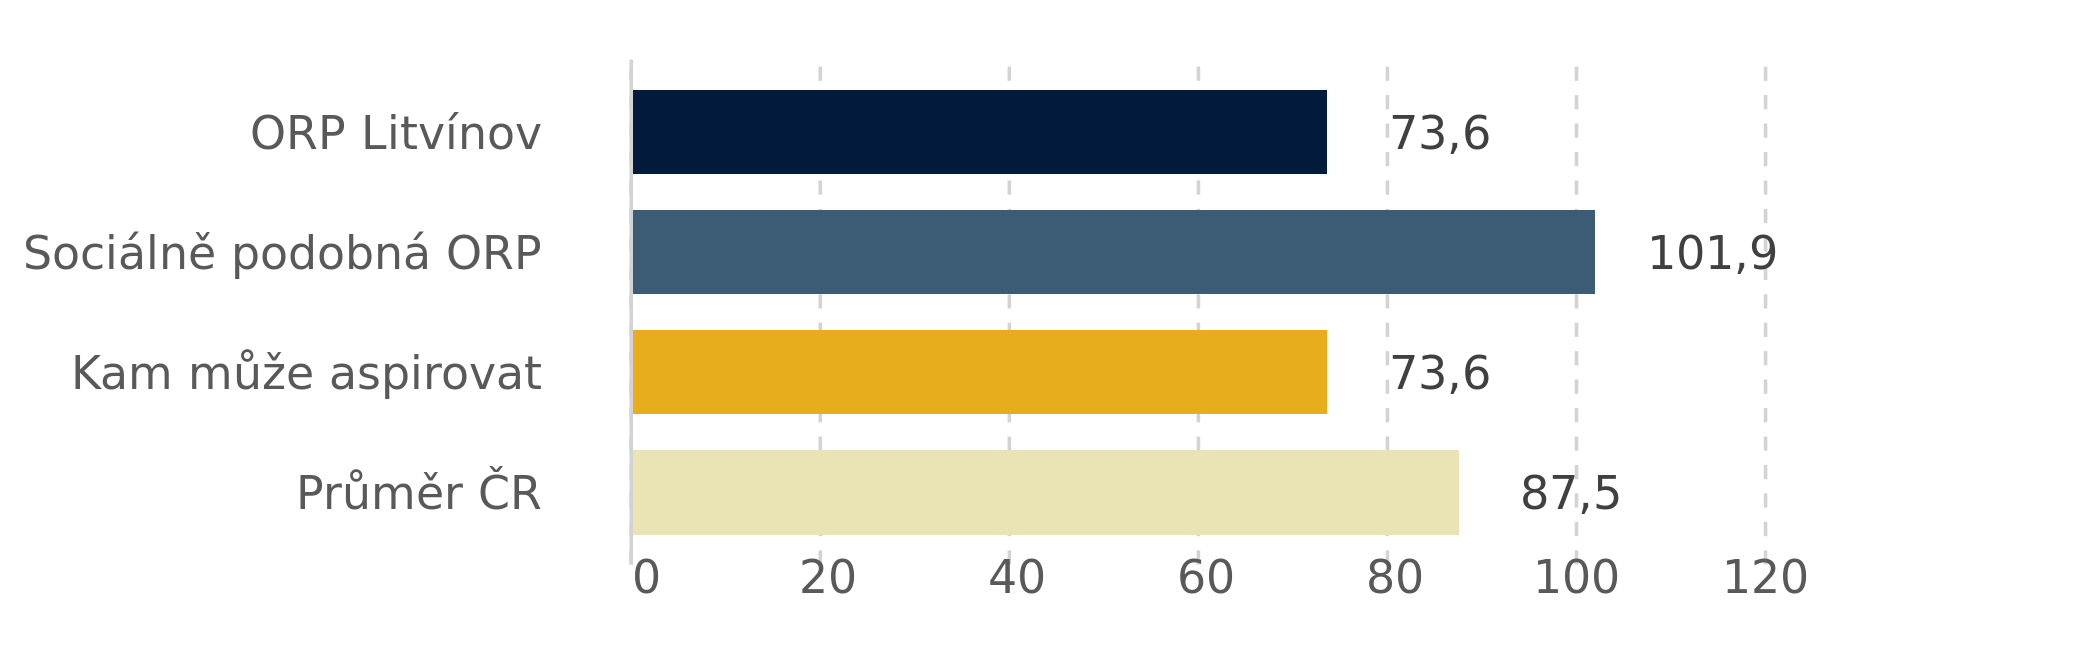 ORP Litvínov 73,6
Sociálně podobná ORP 101,9
Kam může aspirovat 73,6
Průměr ČR 87,5
0 20 40 60 80 100 120